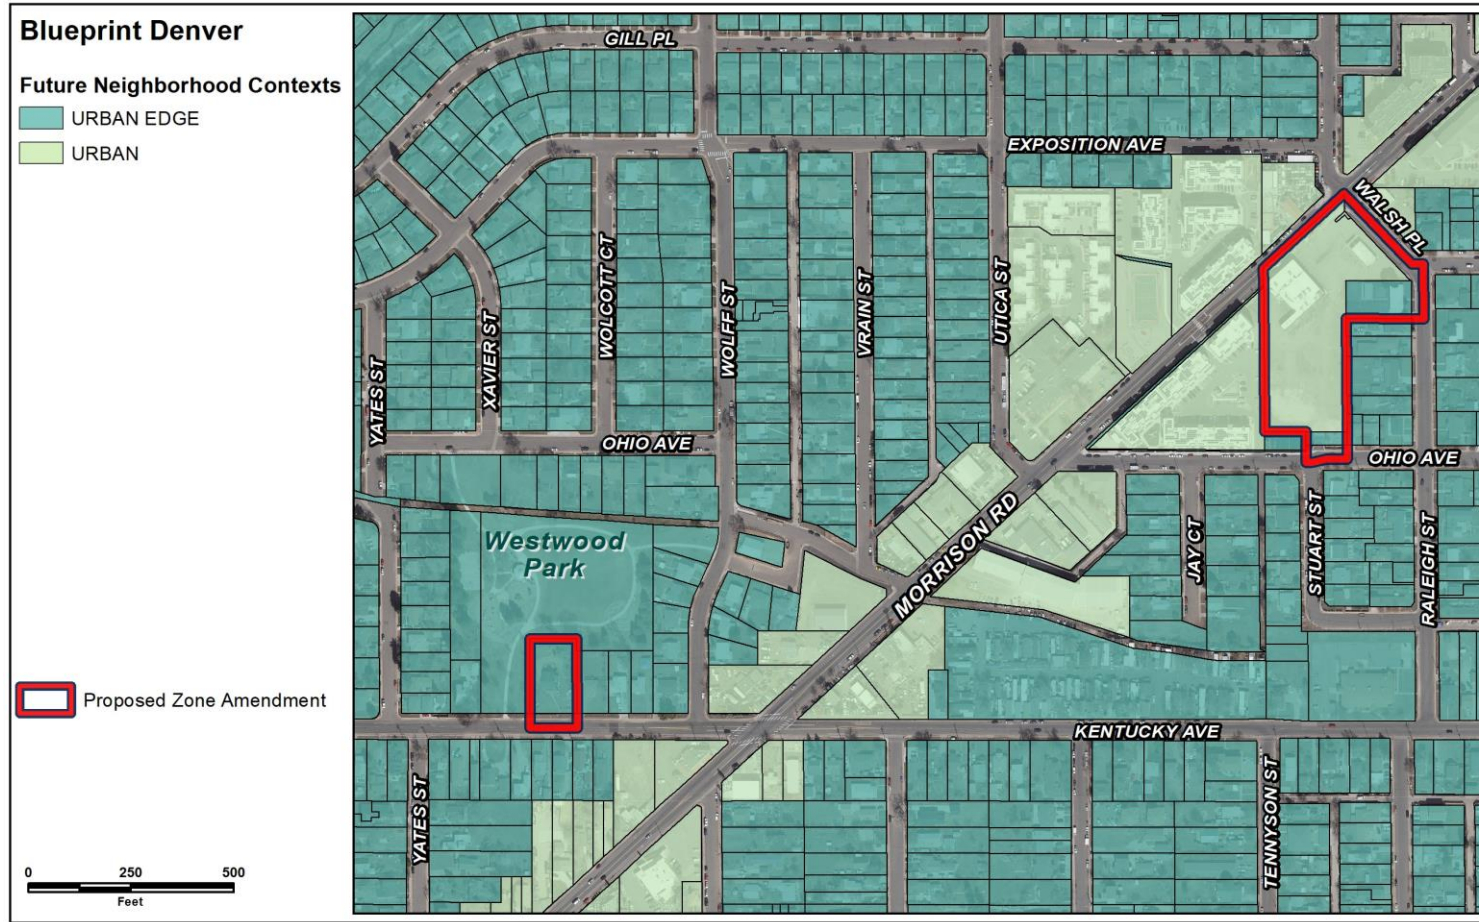 Blueprint Denver
Future Neighborhood Contexts
URBAN EDGE
URBAN
Proposed Zone Amendment
0 250 500
Feet
GILL PL
EXPOSITION AVE
WALSH PL
WOLCOTT CT
WOLFF ST
VRAIN ST
UTICA ST
XAVIER ST
YATES ST
OHIO AVE
OHIO AVE
MORRISON RD
JAY CT
STUART ST
RALEIGH ST
Westwood
Park
KENTUCKY AVE
YATES ST
TENNYSON ST